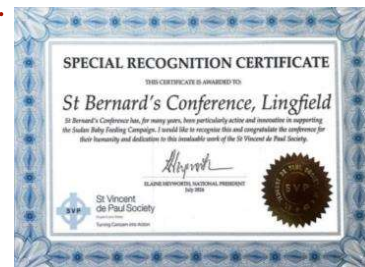 SPECIAL RECOGNITION CERTIFICATE
THIS CERTIFICATE IS AWARDED TO:
St Bernard's Conference, Lingfield
St Bernard's Conference has, for many years, been particularly active and innovative in supporting
the Sudan Baby Feeding Campaign. I would like to recognise this and congratulate the conference for
their humanity and dedication to this invaluable work of the St Vincent de Paul Society.
ELAINE HEYWORTH, NATIONAL PRESIDENT
July 2024
SVP
St Vincent
de Paul Society
Turning Concern into Action
SVP